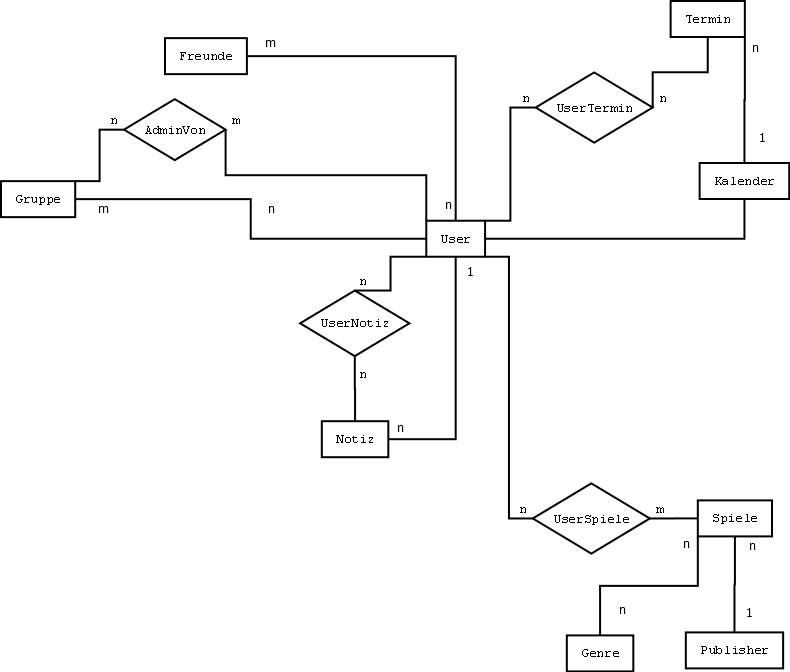 Termin
m
Freunde
n
n
n
UserTermin
n
m
AdminVon
1
Kalender
Gruppe
m
n
n
User
1
n
UserNotiz
n
n
Notiz
n
UserSpiele
m
Spiele
n
n
n
1
Genre
Publisher